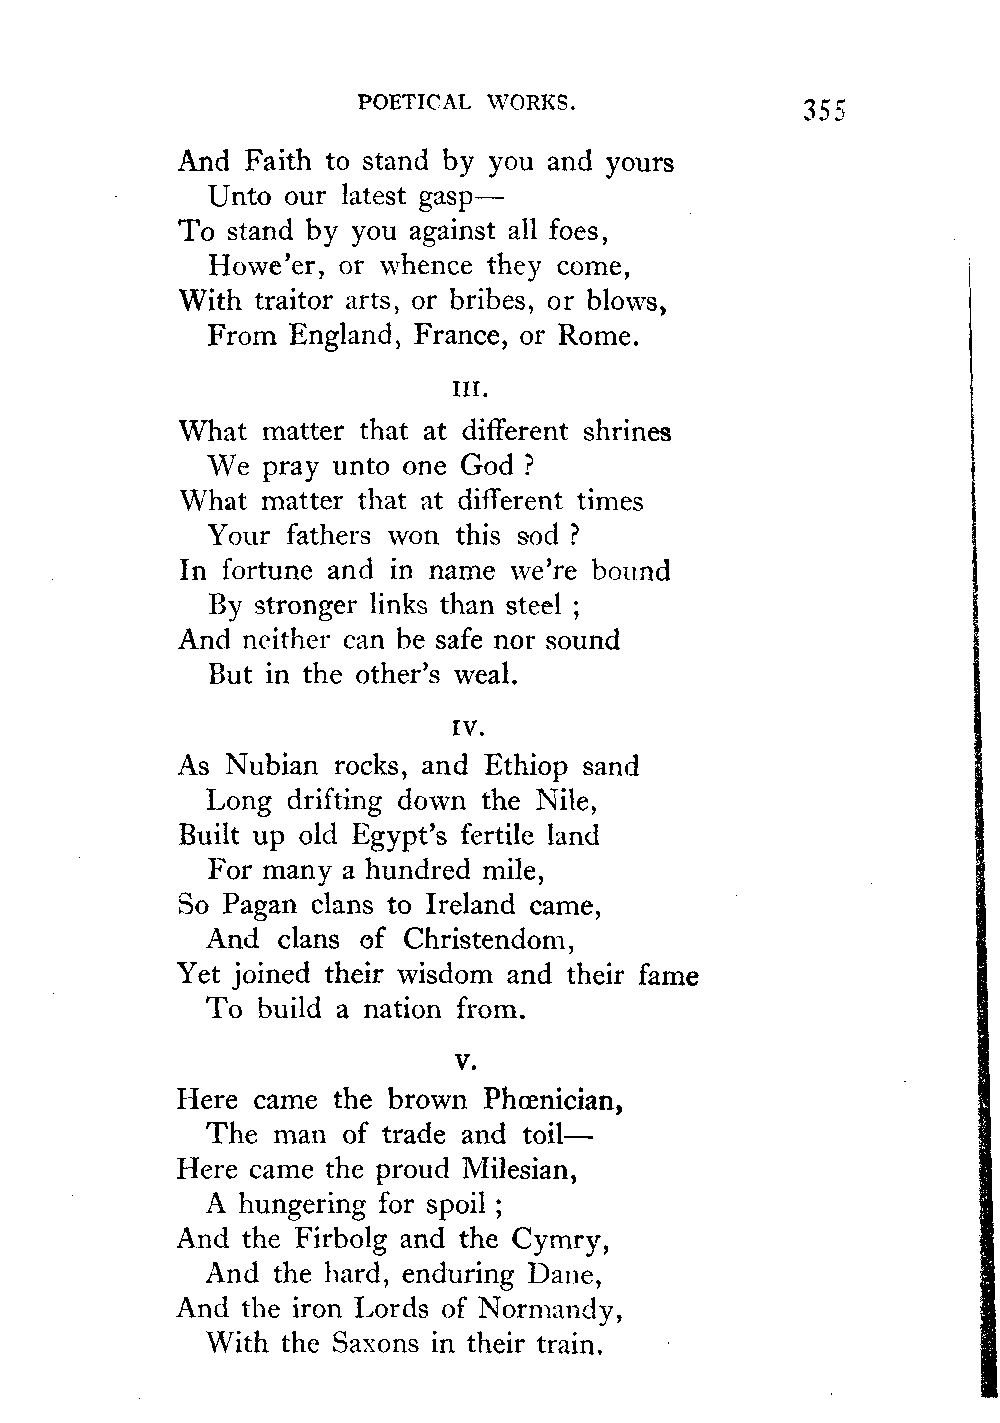 POETICAL WORKS. 355
And Faith to stand by you and yours
Unto our latest gasp—
To stand by you against all foes,
Howe'er, or whence they come,
With traitor arts, or bribes, or blows,
From England, France, or Rome.
III.
What matter that at different shrines
We pray unto one God ?
What matter that at different times
Your fathers won this sod ?
In fortune and in name we're bound
By stronger links than steel ;
And neither can be safe nor sound
But in the other's weal.
IV.
As Nubian rocks, and Ethiop sand
Long drifting down the Nile,
Built up old Egypt's fertile land
For many a hundred mile,
So Pagan clans to Ireland came,
And clans of Christendom,
Yet joined their wisdom and their fame
To build a nation from.
V.
Here came the brown Phœnician,
The man of trade and toil—
Here came the proud Milesian,
A hungering for spoil ;
And the Firbolg and the Cymry,
And the hard, enduring Dane,
And the iron Lords of Normandy,
With the Saxons in their train.